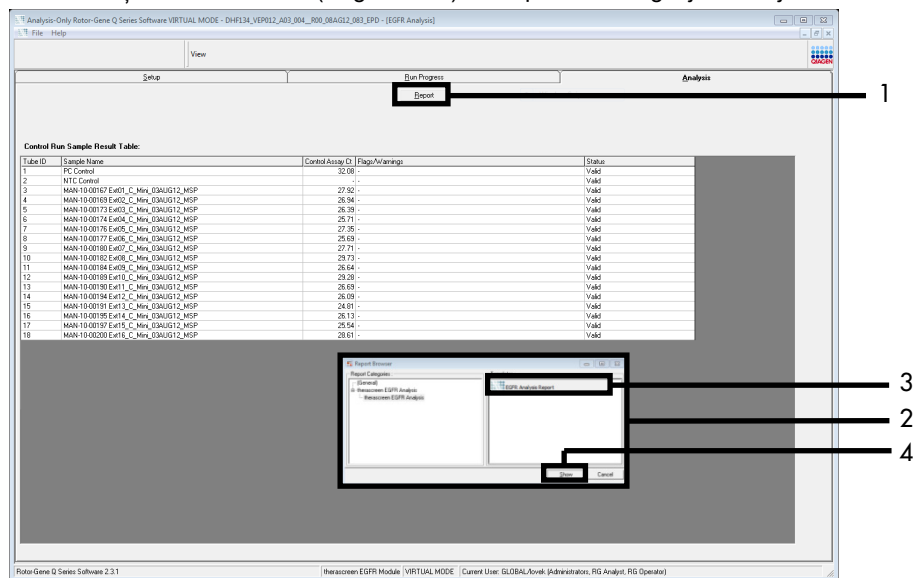 Analysis-Only Rotor-Gene Q Series Software VIRTUAL MODE - DHF134_VEP012_A03_004__R00_08AG12_083_EPD - [EGFR Analysis]
File Help
View
QIAGEN
Setup Run Progress Analysis
Report
1
Control Run Sample Result Table:
Tube ID Sample Name Control Assay Ct Flags/Warnings Status
1 PC Control 32.08 - Valid
2 NTC Control - - Valid
3 MAN-10-00167 Ext01_C_Mini_03AUG12_MSP 27.92 - Valid
4 MAN-10-00169 Ext02_C_Mini_03AUG12_MSP 26.94 - Valid
5 MAN-10-00173 Ext03_C_Mini_03AUG12_MSP 26.39 - Valid
6 MAN-10-00174 Ext04_C_Mini_03AUG12_MSP 25.71 - Valid
7 MAN-10-00176 Ext05_C_Mini_03AUG12_MSP 27.35 - Valid
8 MAN-10-00177 Ext06_C_Mini_03AUG12_MSP 25.69 - Valid
9 MAN-10-00180 Ext07_C_Mini_03AUG12_MSP 27.71 - Valid
10 MAN-10-00182 Ext08_C_Mini_03AUG12_MSP 29.73 - Valid
11 MAN-10-00184 Ext09_C_Mini_03AUG12_MSP 26.64 - Valid
12 MAN-10-00189 Ext10_C_Mini_03AUG12_MSP 29.28 - Valid
13 MAN-10-00190 Ext11_C_Mini_03AUG12_MSP 26.69 - Valid
14 MAN-10-00194 Ext12_C_Mini_03AUG12_MSP 26.09 - Valid
15 MAN-10-00191 Ext13_C_Mini_03AUG12_MSP 24.81 - Valid
16 MAN-10-00195 Ext14_C_Mini_03AUG12_MSP 26.13 - Valid
17 MAN-10-00197 Ext15_C_Mini_03AUG12_MSP 25.54 - Valid
18 MAN-10-00200 Ext16_C_Mini_03AUG12_MSP 28.61 - Valid
Report Browser
Report Categories
(General)
therascreen EGFR Analysis
therascreen EGFR Analysis
EGFR Analysis Report
3
2
4
Show Cancel
Rotor-Gene Q Series Software 2.3.1 therascreen EGFR Module VIRTUAL MODE Current User: GLOBAL/lovek (Administrators, RG Analyst, RG Operator)